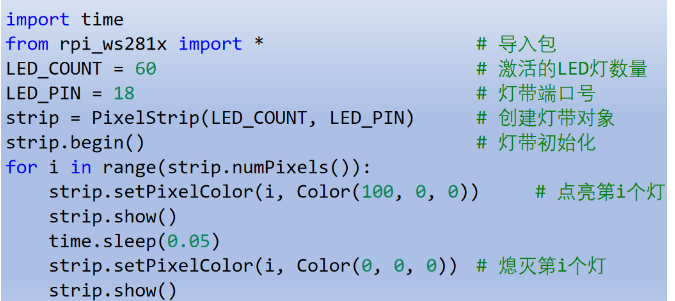 import time
from rpi_ws281x import * # 导入包
LED_COUNT = 60 # 激活的LED灯数量
LED_PIN = 18 # 灯带端口号
strip = PixelStrip(LED_COUNT, LED_PIN) # 创建灯带对象
strip.begin() # 灯带初始化
for i in range(strip.numPixels()):
    strip.setPixelColor(i, Color(100, 0, 0)) # 点亮第i个灯
    strip.show()
    time.sleep(0.05)
    strip.setPixelColor(i, Color(0, 0, 0)) # 熄灭第i个灯
    strip.show()